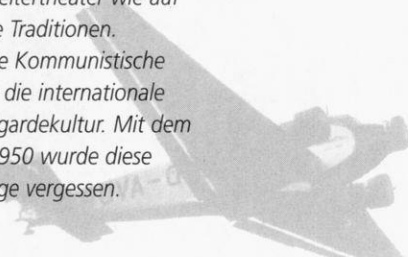 eitertheater wie auf
e Traditionen.
e Kommunistische
die internationale
gardekultur. Mit dem
950 wurde diese
ge vergessen.